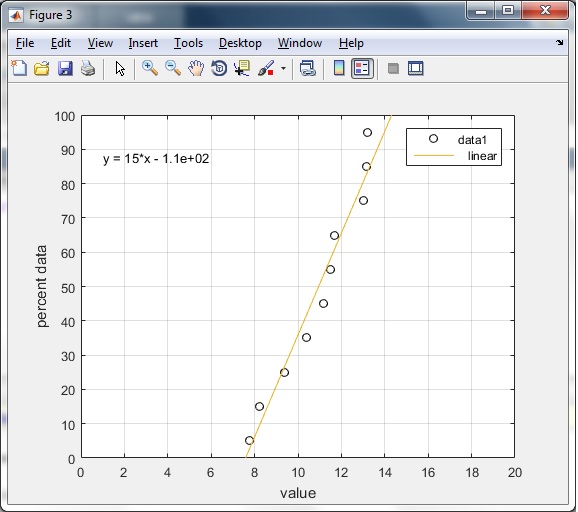 Figure 3
File Edit View Insert Tools Desktop Window Help
100
90
80
70
60
50
40
30
20
10
0
percent data
y = 15*x - 1.1e+02
data1
linear
0 2 4 6 8 10 12 14 16 18 20
value